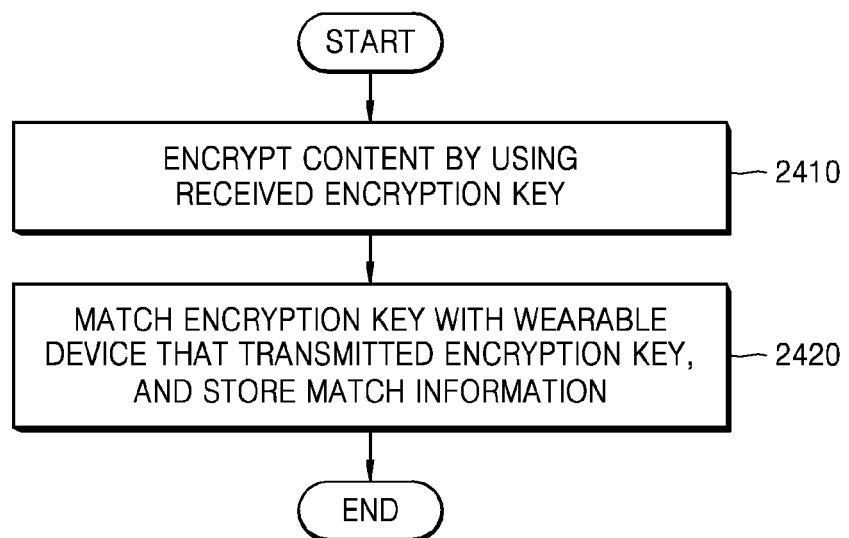 START
ENCRYPT CONTENT BY USING
RECEIVED ENCRYPTION KEY
2410
MATCH ENCRYPTION KEY WITH WEARABLE
DEVICE THAT TRANSMITTED ENCRYPTION KEY,
AND STORE MATCH INFORMATION
2420
END